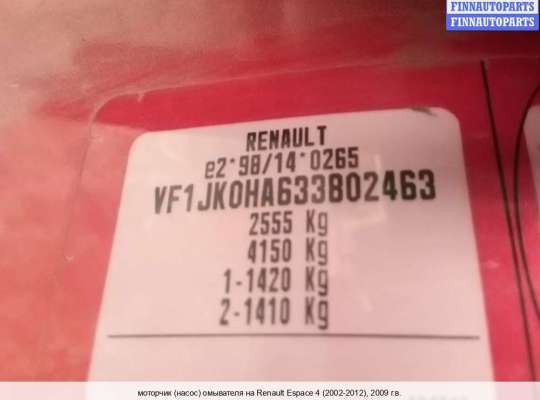 FINNAUTOPARTS
FINNAUTOPARTS
RENAULT
e2*98/14*0265
VF1JK0HA633802463
2555 Kg
4150 Kg
1-1420 Kg
2-1410 Kg
моторчик (насос) омывателя на Renault Espace 4 (2002-2012), 2009 г.в.